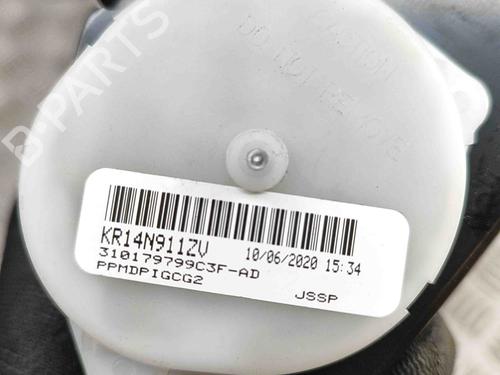 B-PARTS
CAUTION
DO NOT REMOVE
KR14N911ZV 10/06/2020 15:34
310179799C3F-AD
PPMDPIGCG2
JSSP